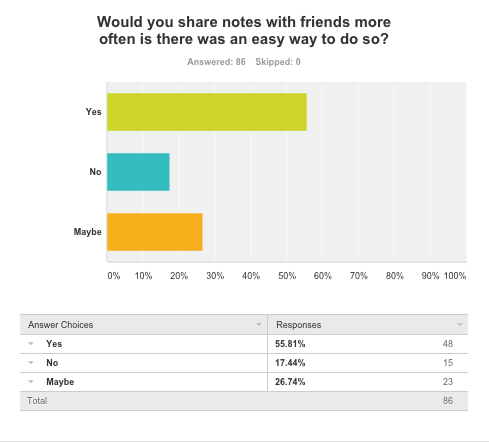 Would you share notes with friends more
often is there was an easy way to do so?
Answered: 86 Skipped: 0
Yes
No
Maybe
0% 10% 20% 30% 40% 50% 60% 70% 80% 90% 100%
Answer Choices Responses
Yes 55.81% 48
No 17.44% 15
Maybe 26.74% 23
Total 86